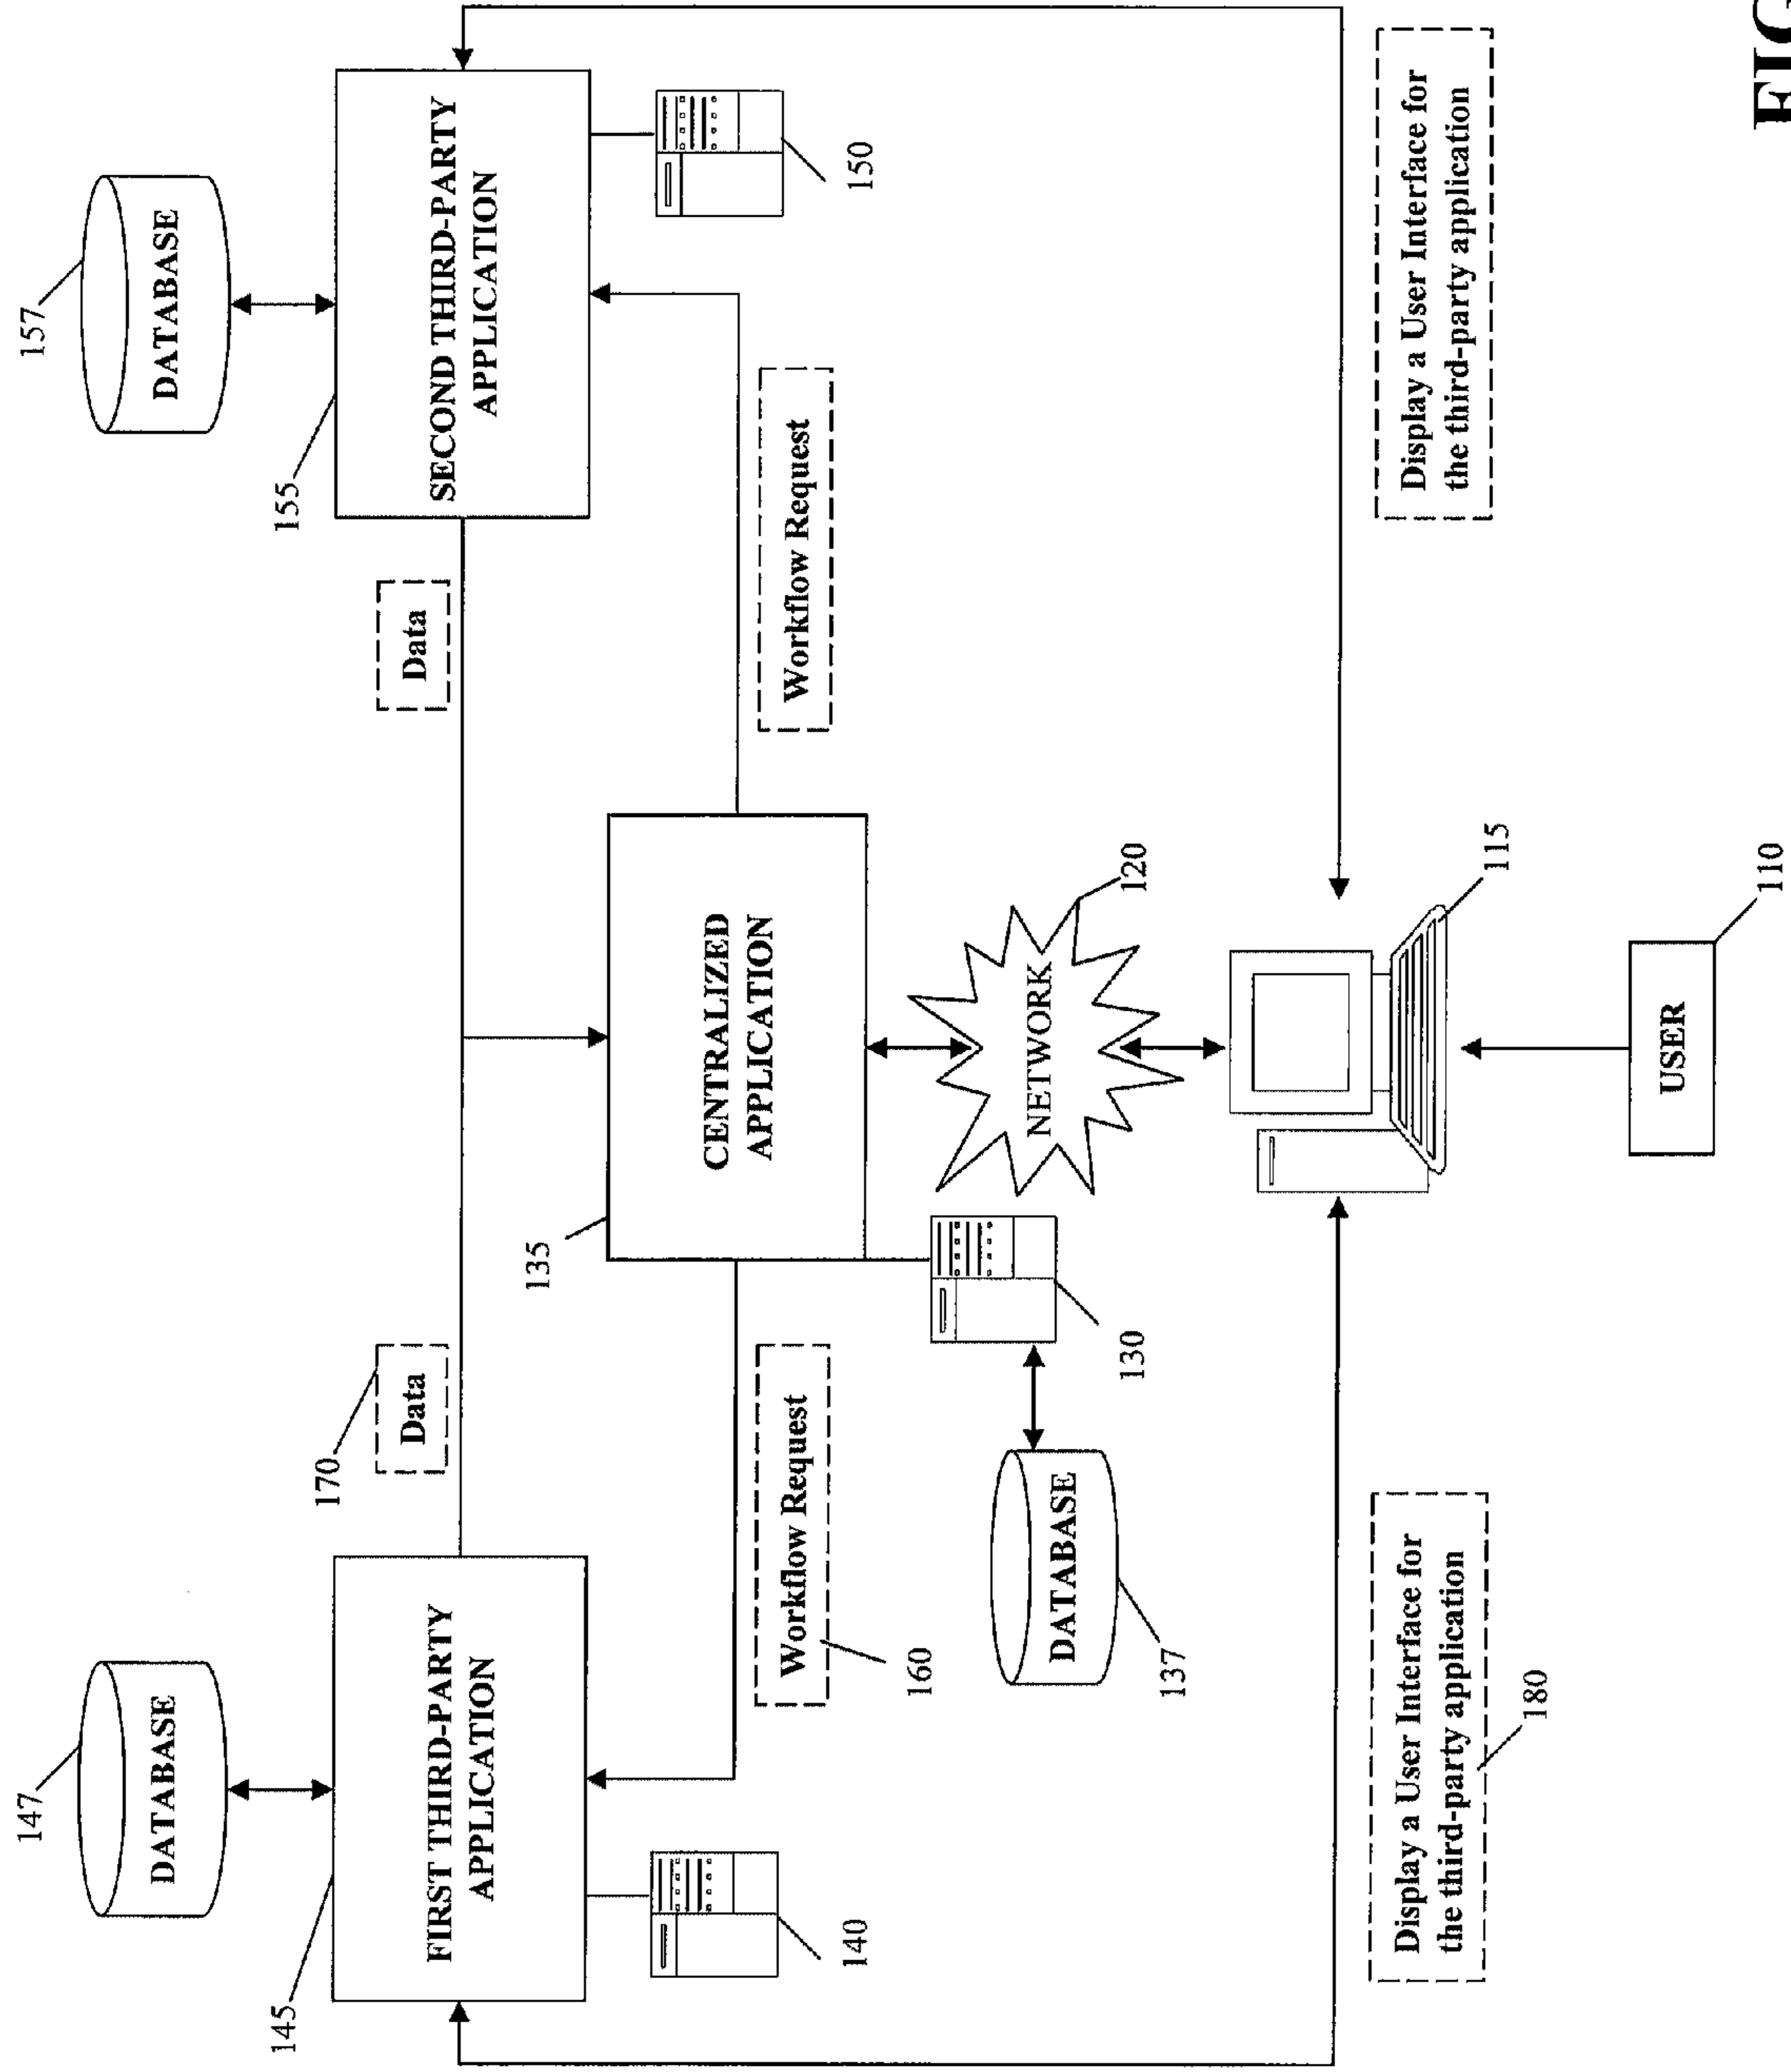 147
157
DATABASE
DATABASE
145
170
155
FIRST THIRD-PARTY
APPLICATION
Data
Data
SECOND THIRD-PARTY
APPLICATION
140
150
135
CENTRALIZED
APPLICATION
Workflow Request
160
Workflow Request
DATABASE
137
130
NETWORK
120
Display a User Interface for
the third-party application
180
Display a User Interface for
the third-party application
115
USER
110